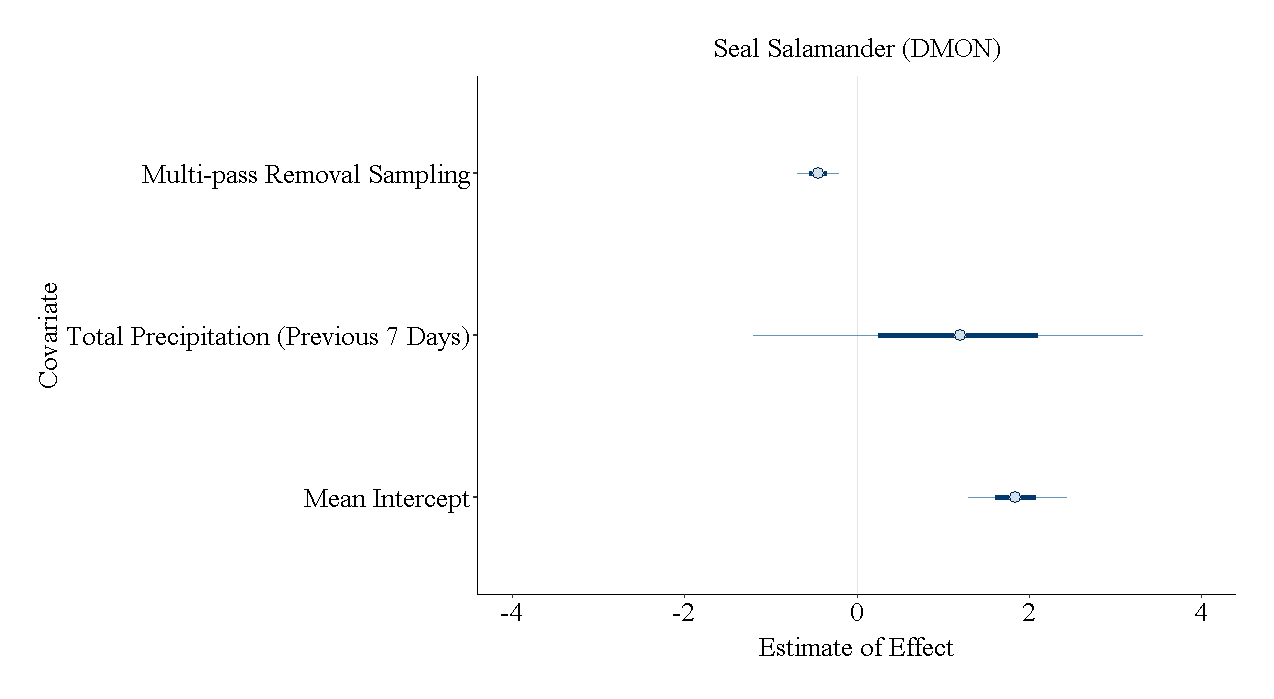 Seal Salamander (DMON)
Covariate
Multi-pass Removal Sampling
Total Precipitation (Previous 7 Days)
Mean Intercept
-4 -2 0 2 4
Estimate of Effect